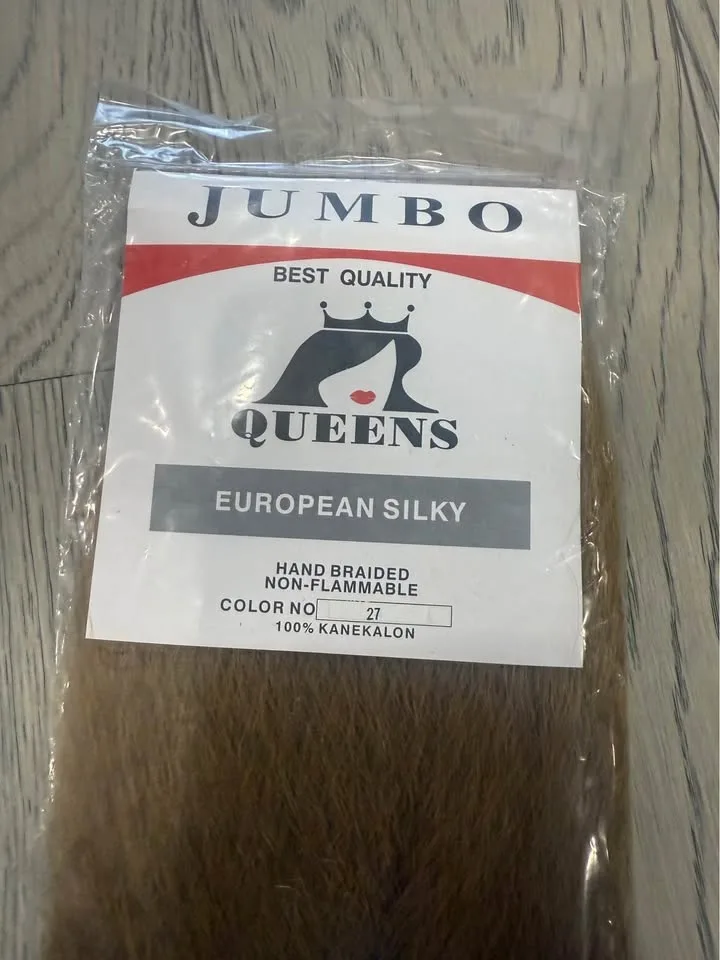 JUMBO
BEST QUALITY
QUEENS
EUROPEAN SILKY
HAND BRAIDED
NON-FLAMMABLE
COLOR NO 27
100% KANEKALON